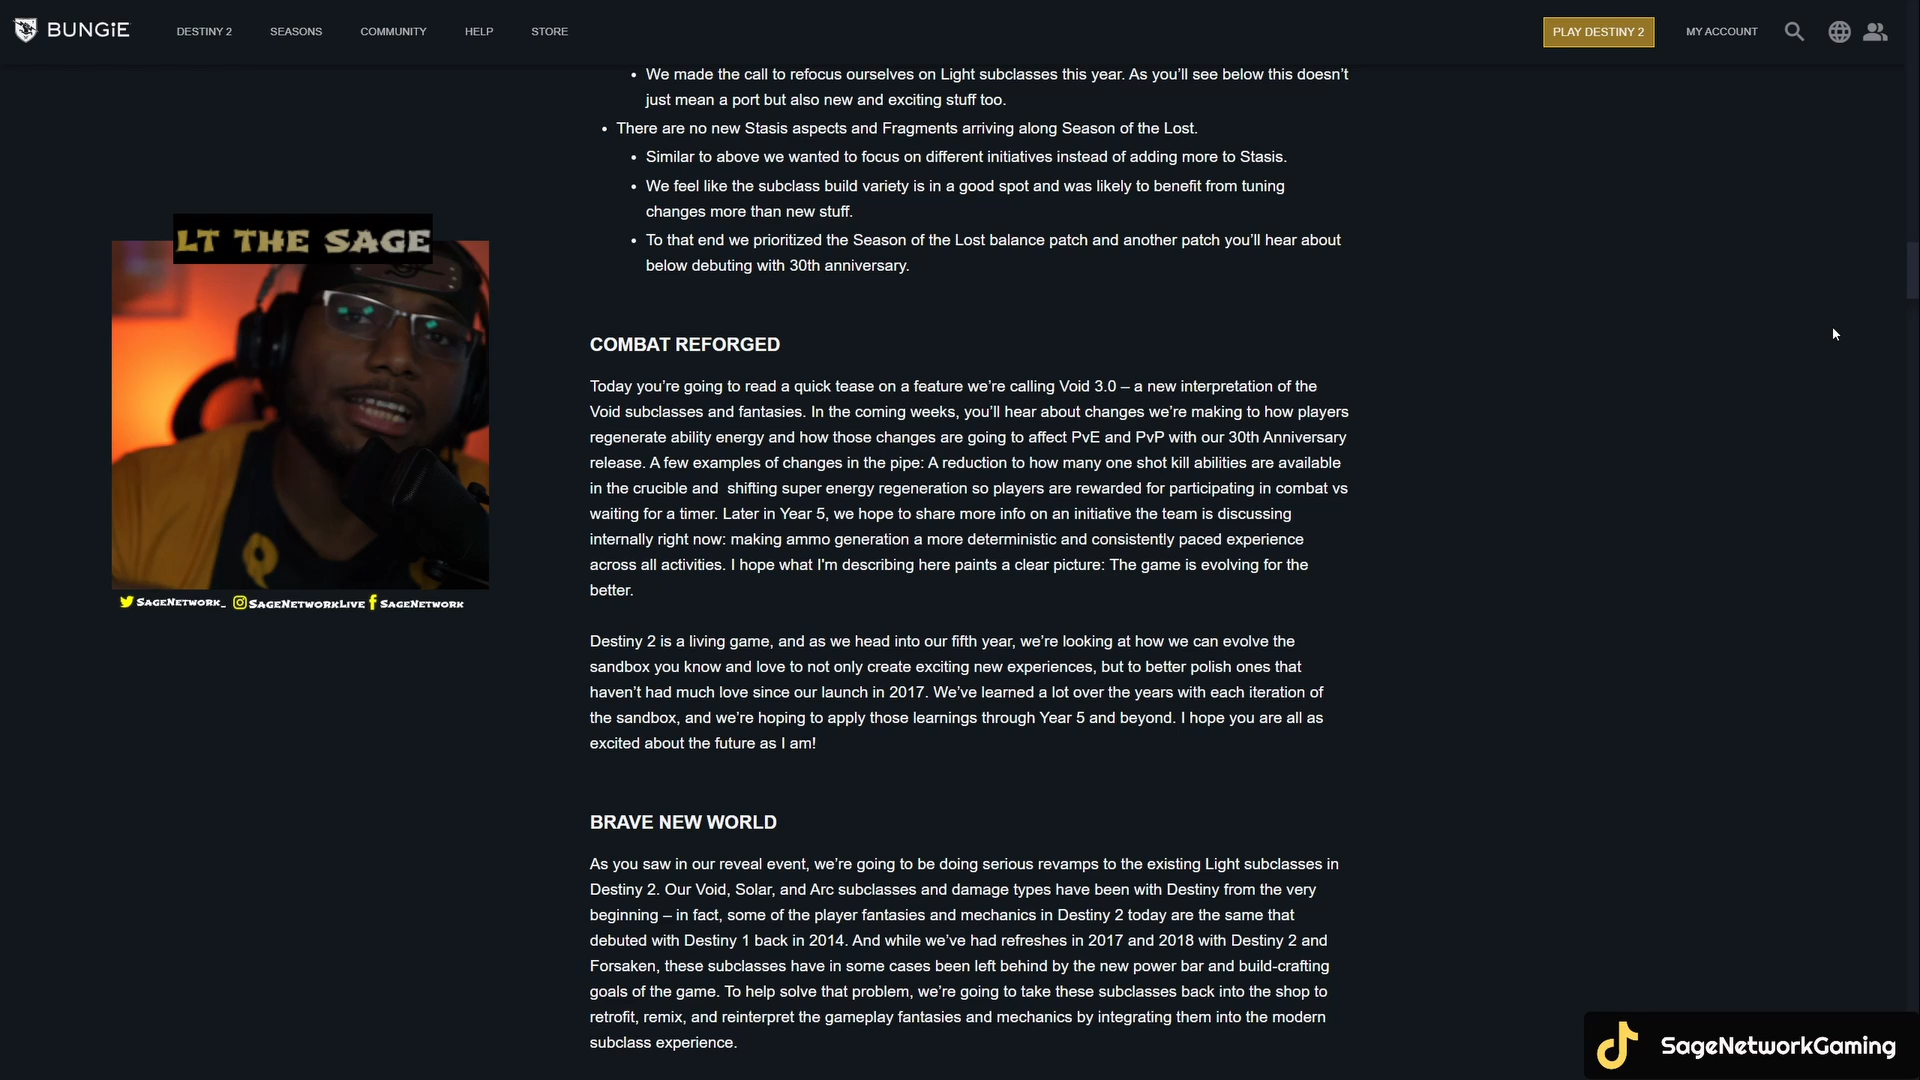 BUNGiE
DESTINY 2
SEASONS
COMMUNITY
HELP
STORE
PLAY DESTINY 2
MY ACCOUNT
• We made the call to refocus ourselves on Light subclasses this year. As you’ll see below this doesn’t
just mean a port but also new and exciting stuff too.
• There are no new Stasis aspects and Fragments arriving along Season of the Lost.
• Similar to above we wanted to focus on different initiatives instead of adding more to Stasis.
• We feel like the subclass build variety is in a good spot and was likely to benefit from tuning
changes more than new stuff.
• To that end we prioritized the Season of the Lost balance patch and another patch you’ll hear about
below debuting with 30th anniversary.
LT THE SAGE
SageNetwork_ SageNetworkLive SageNetwork
COMBAT REFORGED
Today you’re going to read a quick tease on a feature we’re calling Void 3.0 – a new interpretation of the
Void subclasses and fantasies. In the coming weeks, you’ll hear about changes we’re making to how players
regenerate ability energy and how those changes are going to affect PvE and PvP with our 30th Anniversary
release. A few examples of changes in the pipe: A reduction to how many one shot kill abilities are available
in the crucible and  shifting super energy regeneration so players are rewarded for participating in combat vs
waiting for a timer. Later in Year 5, we hope to share more info on an initiative the team is discussing
internally right now: making ammo generation a more deterministic and consistently paced experience
across all activities. I hope what I'm describing here paints a clear picture: The game is evolving for the
better.
Destiny 2 is a living game, and as we head into our fifth year, we’re looking at how we can evolve the
sandbox you know and love to not only create exciting new experiences, but to better polish ones that
haven’t had much love since our launch in 2017. We’ve learned a lot over the years with each iteration of
the sandbox, and we’re hoping to apply those learnings through Year 5 and beyond. I hope you are all as
excited about the future as I am!
BRAVE NEW WORLD
As you saw in our reveal event, we’re going to be doing serious revamps to the existing Light subclasses in
Destiny 2. Our Void, Solar, and Arc subclasses and damage types have been with Destiny from the very
beginning – in fact, some of the player fantasies and mechanics in Destiny 2 today are the same that
debuted with Destiny 1 back in 2014. And while we’ve had refreshes in 2017 and 2018 with Destiny 2 and
Forsaken, these subclasses have in some cases been left behind by the new power bar and build-crafting
goals of the game. To help solve that problem, we’re going to take these subclasses back into the shop to
retrofit, remix, and reinterpret the gameplay fantasies and mechanics by integrating them into the modern
subclass experience.
SageNetworkGaming